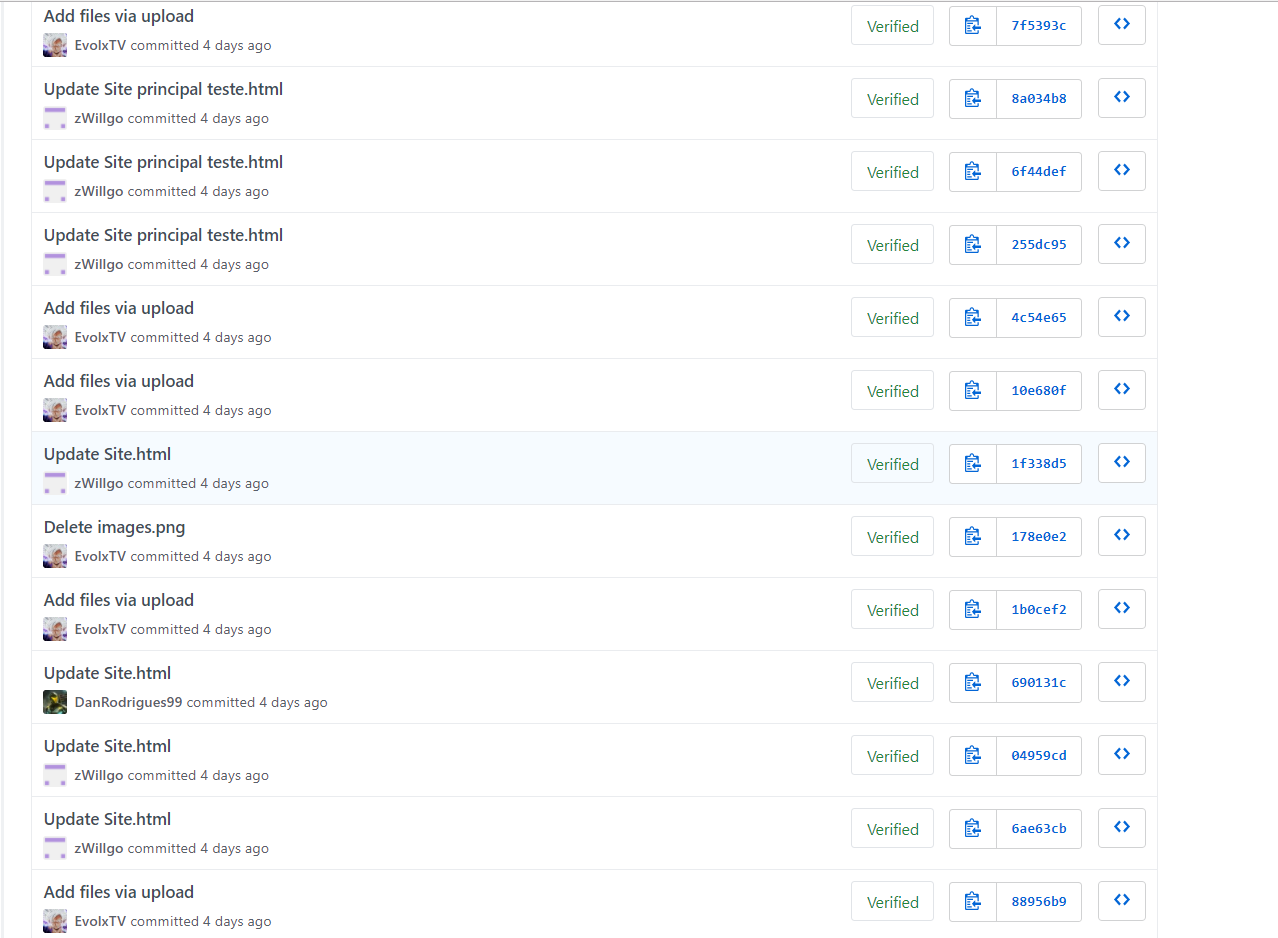 Add files via upload
EvolxTV committed 4 days ago
Verified
7f5393c
Update Site principal teste.html
zWillgo committed 4 days ago
Verified
8a034b8
Update Site principal teste.html
zWillgo committed 4 days ago
Verified
6f44def
Update Site principal teste.html
zWillgo committed 4 days ago
Verified
255dc95
Add files via upload
EvolxTV committed 4 days ago
Verified
4c54e65
Add files via upload
EvolxTV committed 4 days ago
Verified
10e680f
Update Site.html
zWillgo committed 4 days ago
Verified
1f338d5
Delete images.png
EvolxTV committed 4 days ago
Verified
178e0e2
Add files via upload
EvolxTV committed 4 days ago
Verified
1b0cef2
Update Site.html
DanRodrigues99 committed 4 days ago
Verified
690131c
Update Site.html
zWillgo committed 4 days ago
Verified
04959cd
Update Site.html
zWillgo committed 4 days ago
Verified
6ae63cb
Add files via upload
EvolxTV committed 4 days ago
Verified
88956b9